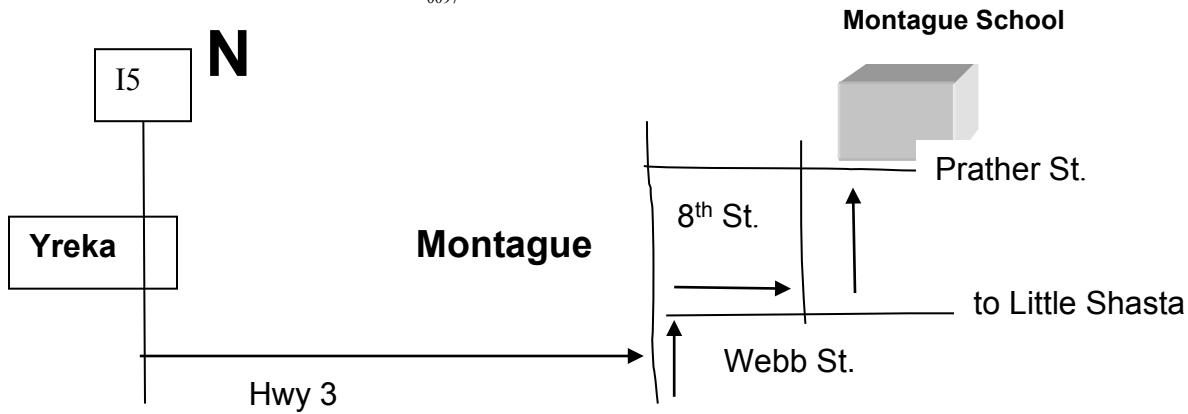 Montague School
N
I5
Prather St.
8th St.
Yreka
Montague
to Little Shasta
Webb St.
Hwy 3